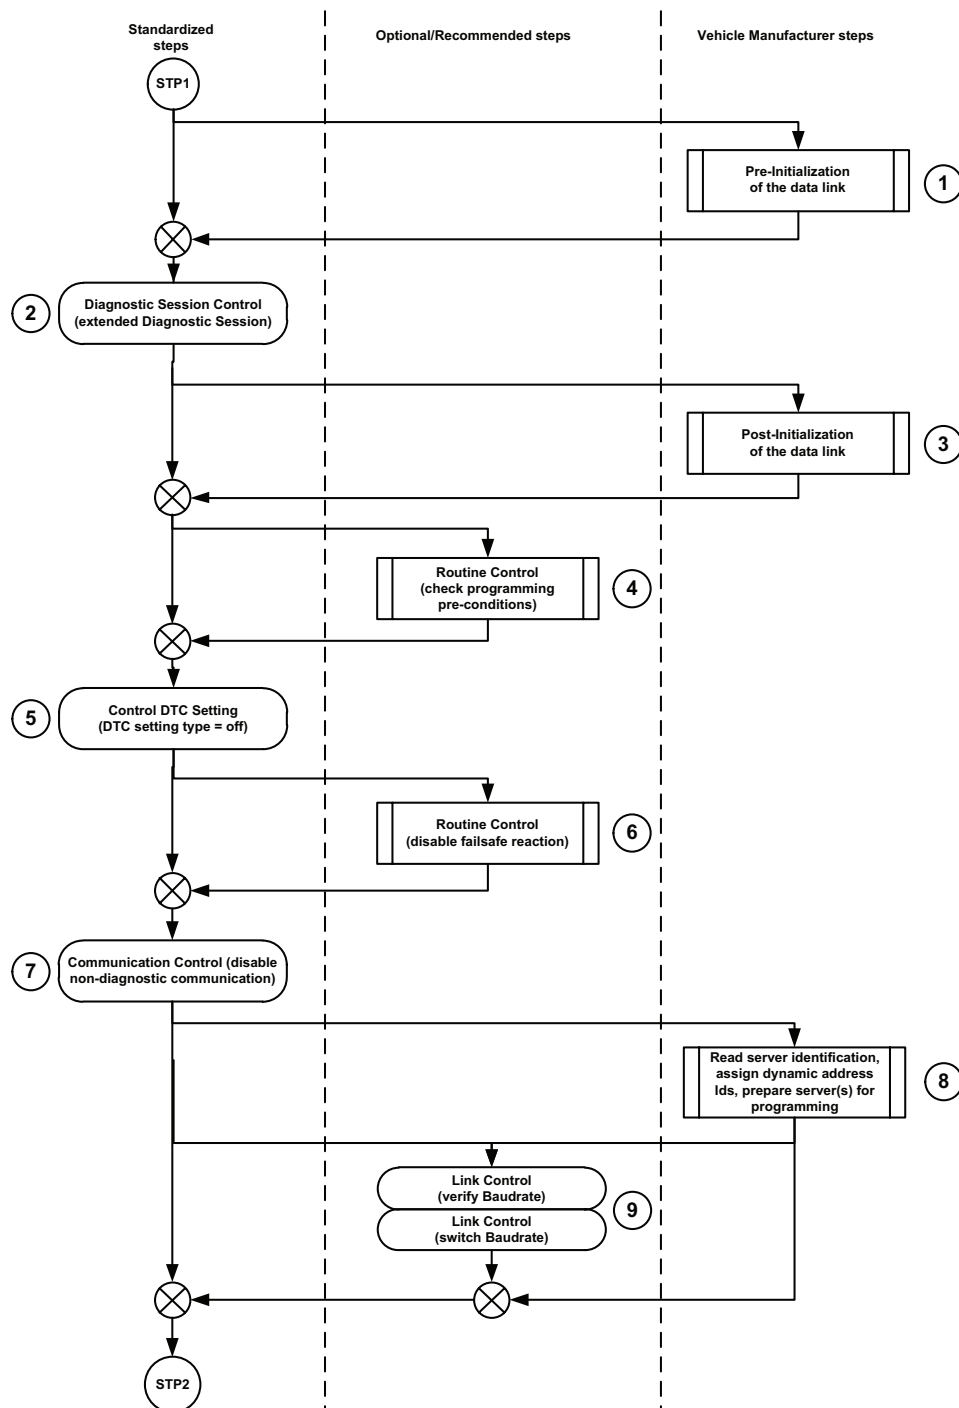 Standardized
steps
Optional/Recommended steps
Vehicle Manufacturer steps
STP1
Pre-Initialization
of the data link
1
2
Diagnostic Session Control
(extended Diagnostic Session)
Post-Initialization
of the data link
3
Routine Control
(check programming
pre-conditions)
4
5
Control DTC Setting
(DTC setting type = off)
Routine Control
(disable failsafe reaction)
6
7
Communication Control (disable
non-diagnostic communication)
Read server identification,
assign dynamic address
Ids, prepare server(s) for
programming
8
Link Control
(verify Baudrate)
Link Control
(switch Baudrate)
9
STP2